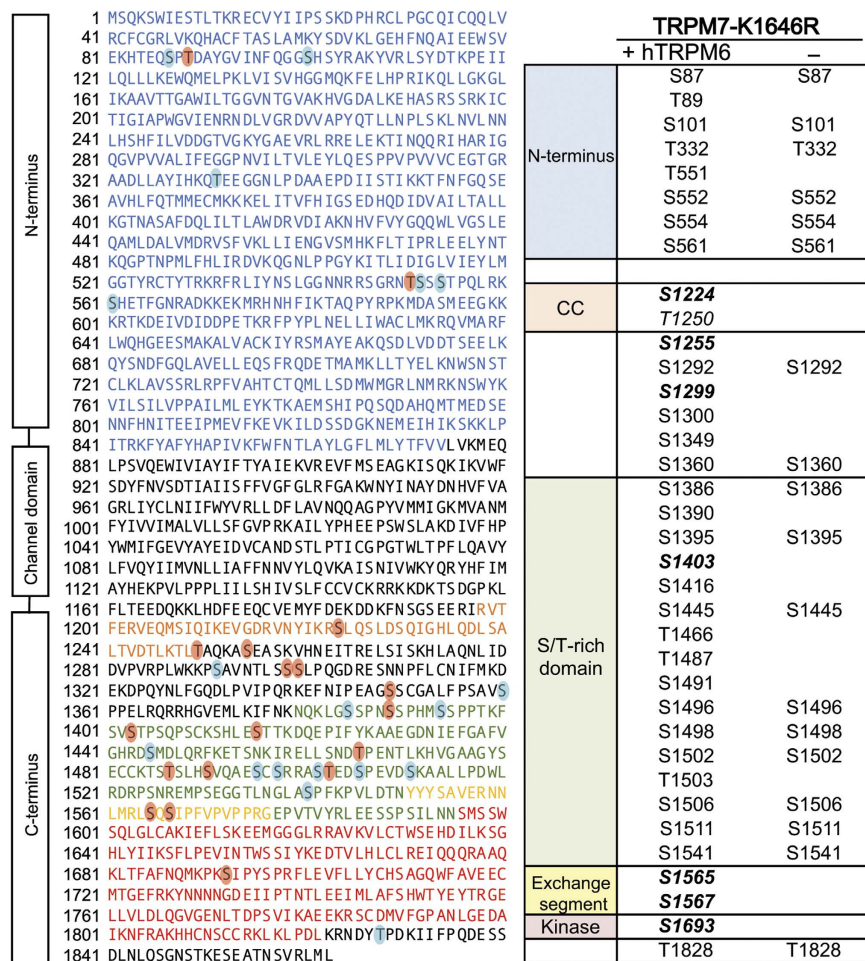 N-terminus
Channel domain
C-terminus
1 MSQKSWIESTLTKRECVYIIPSSKDPHRCLPGCQICQQLV
41 RCFCGRLVKQHACFTASLAMKYSDVKLGEHFNQAIEEWSV
81 EKHTEQSPTDAYGVINFQGGSHSYRAKYVRLSYDTKPEII
121 LQLLLKEWQMELPKLVISVHGGMQKFELHPRIKQLLGKGL
161 IKAAVTTGAWILTGGVNTGVAKHVGDALKEHASRSSRKIC
201 TIGIAPWGVIENRNDLVGRDVVAPYQTLLNPLSKLNVLNN
241 LHSHFILVDDGTVGKYGAEVRLRRELEKTINQQRIHARIG
281 QGVPVVALIFEGGPNVILTVLEYLQESPPVPVVVCEGTGR
321 AADLLAYIHKQTEEGGNLPDAAEPDIISTIKKTFNFGQSE
361 AVHLFQTMMECMKKKELITVFHIGSEDHQDIDVAILTALL
401 KGTNASAFDQLILTLAWDRVDIAKNHVFVYGQQWLVGSLE
441 QAMLDALVMDRVSFVKLLIENGVSMHKFLTIPRLEELYNT
481 KQGPTNPMLFHLIRDVKQGNLPPGYKITLIDIGLVIEYLM
521 GGTYRCTYTRKRFRLIYNSLGGNNRRSGRNTSSSTPQLRK
561 SHETFGNRADKKEKMRHNHFIKTAQPYRPKMDASMEEGKK
601 KRTKDEIVDIDDPETKRFPYPLNELLIWACLMKRQVMARF
641 LWQHGEESMAKALVACKIYRSMAYEAKQSDLVDDTSEELK
681 QYSNDFGQLAVELLEQSFRQDETMAMKLLTYELKNWSNST
721 CLKLAVSSRLRPFVAHTCTQMLLSDMWMGRLNMRKNSWYK
761 VILSILVPPAILMLEYKTKAEMSHIPQSQDAHQMTMEDSE
801 NNFHNITEEIPMEVFKEVKILDSSDGKNEMEIHIKSKKLP
841 ITRKFYAFYHAPIVKFWFNTLAYLGFLMLYTFVVLVKMEQ
881 LPSVQEWIVIAYIFTYAIEKVREVFMSEAGKISQKIKVWF
921 SDYFNVSDTIAIISFFVGFGLRFGAKWNYINAYDNHVFVA
961 GRLIYCLNIIFWYVRLLDFLAVNQQAGPYVMMIGKMVANM
1001 FYIVVIMALVLLSFGVPRKAILYPHEEPSWSLAKDIVFHP
1041 YWMIFGEVYAYEIDVCANDSTLPTICGPGTWLTPFLQAVY
1081 LFVQYIIMVNLLIAFFNNVYLQVKAISNIVWKYQRYHFIM
1121 AYHEKPVLPPPLIILSHIVSLFCCVCKRRKKDKTSDGPKL
1161 FLTEEDQKKLHDFEEQCVEMYFDEKDDKFNSGSEERIRVT
1201 FERVEQMSIQIKEVGDRVNYIKRSLQSLDSQIGHLQDLSA
1241 LTVDTLKTLTAQKASEASKVHNEITRELSISKHLAQNLID
1281 DVPVRPLWKKPSAVNTLSSSLPQGDRESNNPFLCNIFMKD
1321 EKDPQYNLFGQDLPVIPQRKEFNIPEAGSSCGALFPSAVS
1361 PPELRQRRHGVEMLKIFNKNQKLGSSPNSSPHMSSPPTKF
1401 SVSTPSQPSCKSHLESTTKDQEPIFYKAAEGDNIEFGAFV
1441 GHRDSMDLQRFKETSNKIRELLSNDTPENTLKHVGAAGYS
1481 ECCKTSTSLHSVQAESCSRRASTEDSPEVDSKAALLPDWL
1521 RDRPSNREMPSEGGTLNGLASPFKPVLDTNYYYSAVERNN
1561 LMRLSQSIPFVPVPPRGEPVTVYRLEESSPSILNNSMSSW
1601 SQLGLCAKIEFLSKEEMGGGLRRAVKVLCTWSEHDILKSG
1641 HLYIIKSFLPEVINTWSSIYKEDTVLHLCLREIQQQRAAQ
1681 KLTFAFNQMKPKSIPYSPRFLEVFLLYCHSAGQWFAVEEC
1721 MTGEFRKYNNNNGDEIIPTNTLEEIMLAFSHWTYEYTRGE
1761 LLVLDLQGVGENLTDPSVIKAEEKRSCDMVFGPANLGEDA
1801 IKNFRAKHHCNSCCRKLKLPDLKRNDYTPDKIIFPQDESS
1841 DLNLQSGNSTKESEATNSVRLML
TRPM7-K1646R
+ hTRPM6 –
N-terminus
S87 S87
T89
S101 S101
T332 T332
T551
S552 S552
S554 S554
S561 S561
CC
S1224
T1250
S1255
S1292 S1292
S1299
S1300
S1349
S1360 S1360
S/T-rich
domain
S1386 S1386
S1390
S1395 S1395
S1403
S1416
S1445 S1445
T1466
T1487
S1491
S1496 S1496
S1498 S1498
S1502 S1502
T1503
S1506 S1506
S1511 S1511
S1541 S1541
Exchange
segment
S1565
S1567
Kinase S1693
T1828 T1828